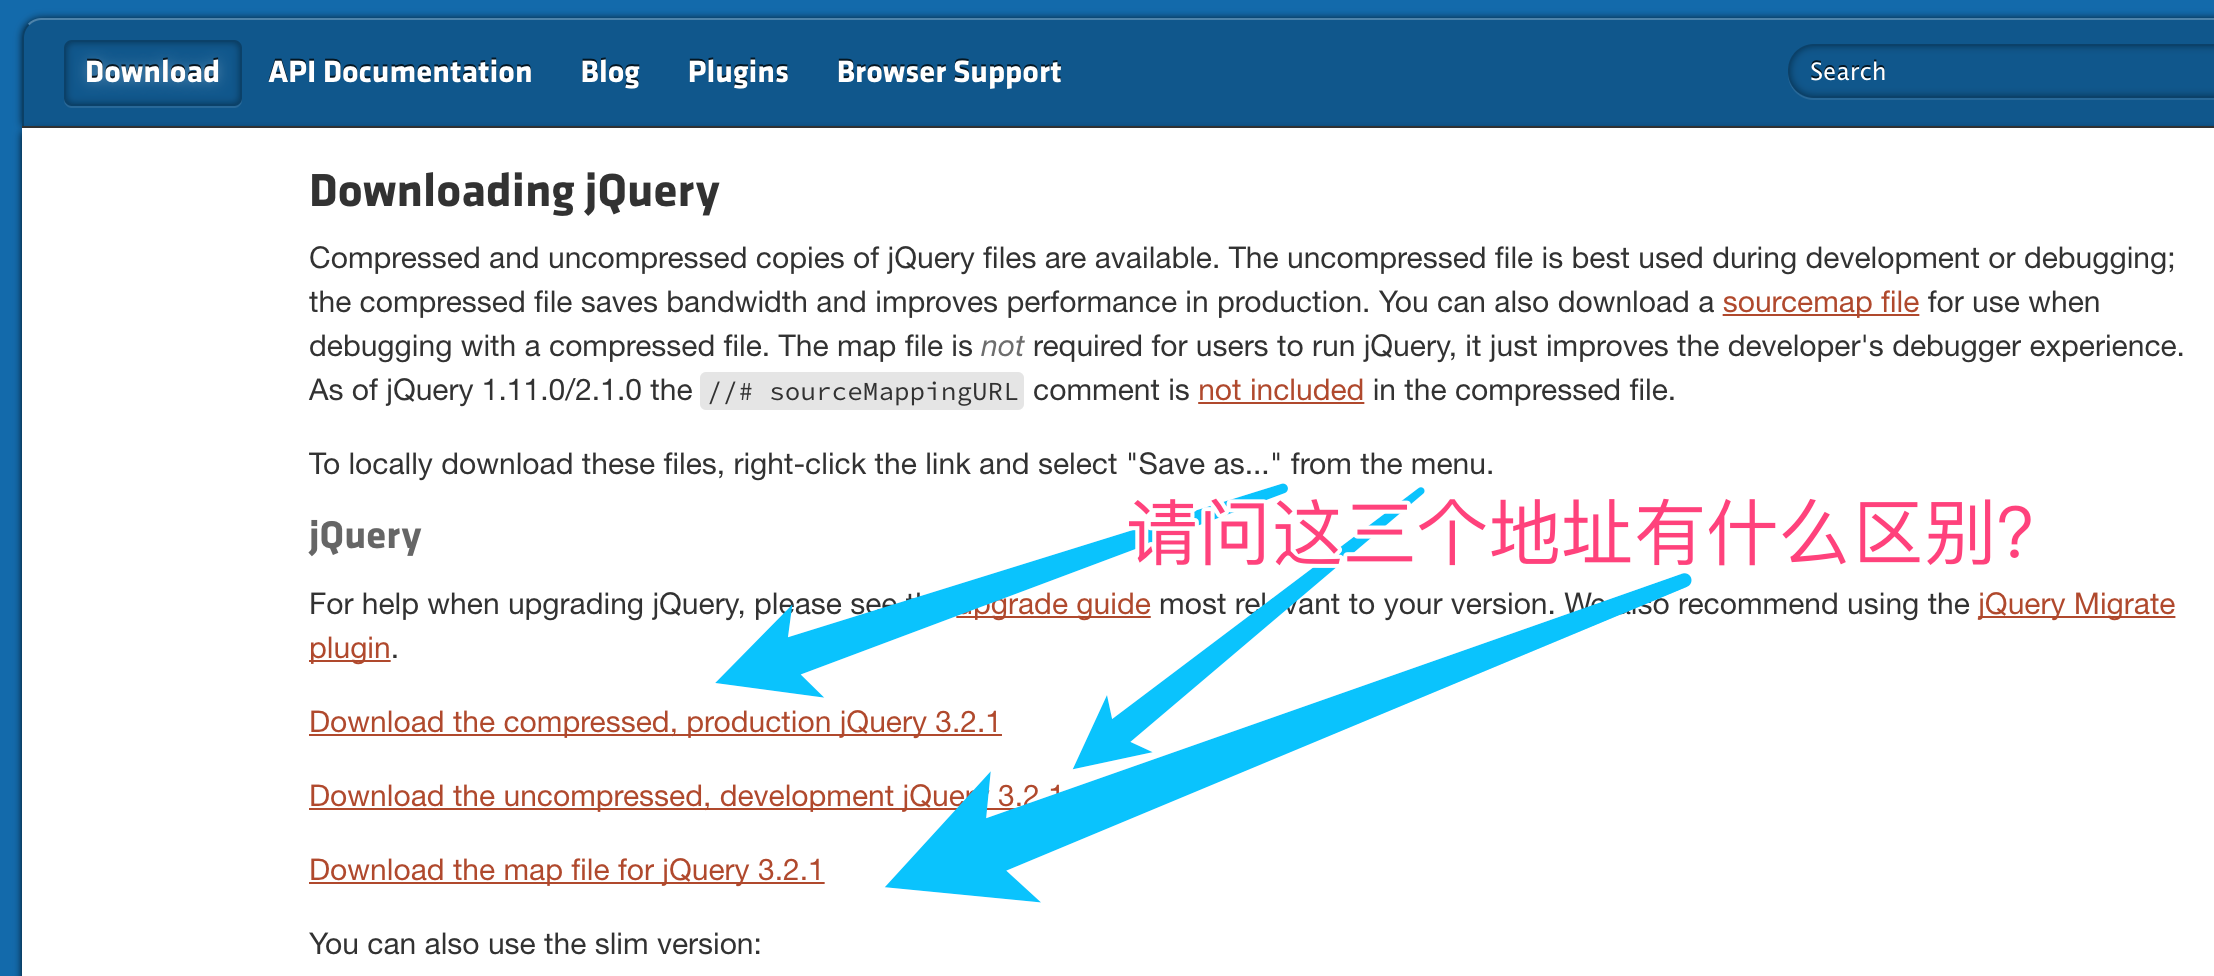 Download API Documentation Blog Plugins Browser Support Search
Downloading jQuery
Compressed and uncompressed copies of jQuery files are available. The uncompressed file is best used during development or debugging;
the compressed file saves bandwidth and improves performance in production. You can also download a sourcemap file for use when
debugging with a compressed file. The map file is not required for users to run jQuery, it just improves the developer's debugger experience.
As of jQuery 1.11.0/2.1.0 the //# sourceMappingURL comment is not included in the compressed file.
To locally download these files, right-click the link and select "Save as..." from the menu.
请问这三个地址有什么区别?
jQuery
For help when upgrading jQuery, please see the upgrade guide most relevant to your version. We also recommend using the jQuery Migrate
plugin.
Download the compressed, production jQuery 3.2.1
Download the uncompressed, development jQuery 3.2.1
Download the map file for jQuery 3.2.1
You can also use the slim version: